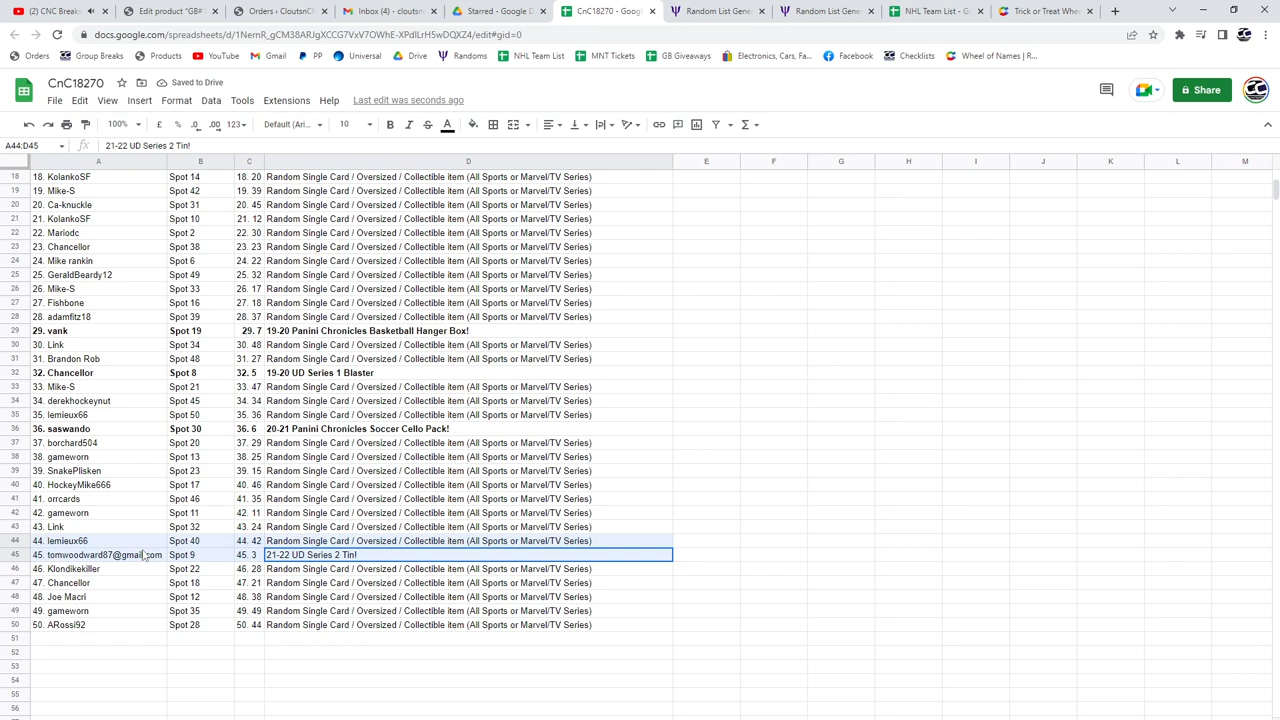 (2) CnC Breaks
Edit product "GB#
Orders ‹ CloutsnCh
Inbox (4) - clouts
Starred - Google D
CnC18270 - Goog
Random List Gene
Random List Gene
NHL Team List - Go
Trick or Treat Whee
docs.google.com/spreadsheets/d/1NernR_gCM38ARJgXCCG7VxV7OWhE-XPdILrH5wDQXZ4/edit#gid=0
Orders
Group Breaks
Products
YouTube
Gmail
PP
Universal
Drive
Randoms
NHL Team List
MNT Tickets
GB Giveaways
Electronics, Cars, Fa...
Facebook
Checklists
Wheel of Names | R...
CnC18270
Saved to Drive
File Edit View Insert Format Data Tools Extensions Help Last edit was seconds ago
Share
100% £ % .0 .00 123 Default (Ari... 10 B I S A
A44:D45 fx 21-22 UD Series 2 Tin!
A B C D E F G H I J K L M
18 18. KolankoSF Spot 14 18. 20 Random Single Card / Oversized / Collectible item (All Sports or Marvel/TV Series)
19 19. Mike-S Spot 42 19. 39 Random Single Card / Oversized / Collectible item (All Sports or Marvel/TV Series)
20 20. Ca-knuckle Spot 31 20. 45 Random Single Card / Oversized / Collectible item (All Sports or Marvel/TV Series)
21 21. KolankoSF Spot 10 21. 12 Random Single Card / Oversized / Collectible item (All Sports or Marvel/TV Series)
22 22. Mariodc Spot 2 22. 30 Random Single Card / Oversized / Collectible item (All Sports or Marvel/TV Series)
23 23. Chancellor Spot 38 23. 23 Random Single Card / Oversized / Collectible item (All Sports or Marvel/TV Series)
24 24. Mike rankin Spot 6 24. 22 Random Single Card / Oversized / Collectible item (All Sports or Marvel/TV Series)
25 25. GeraldBeardy12 Spot 49 25. 32 Random Single Card / Oversized / Collectible item (All Sports or Marvel/TV Series)
26 26. Mike-S Spot 33 26. 17 Random Single Card / Oversized / Collectible item (All Sports or Marvel/TV Series)
27 27. Fishbone Spot 16 27. 18 Random Single Card / Oversized / Collectible item (All Sports or Marvel/TV Series)
28 28. adamfitz18 Spot 39 28. 37 Random Single Card / Oversized / Collectible item (All Sports or Marvel/TV Series)
29 29. vank Spot 19 29. 7 19-20 Panini Chronicles Basketball Hanger Box!
30 30. Link Spot 34 30. 48 Random Single Card / Oversized / Collectible item (All Sports or Marvel/TV Series)
31 31. Brandon Rob Spot 48 31. 27 Random Single Card / Oversized / Collectible item (All Sports or Marvel/TV Series)
32 32. Chancellor Spot 8 32. 5 19-20 UD Series 1 Blaster
33 33. Mike-S Spot 21 33. 47 Random Single Card / Oversized / Collectible item (All Sports or Marvel/TV Series)
34 34. derekhockeynut Spot 45 34. 34 Random Single Card / Oversized / Collectible item (All Sports or Marvel/TV Series)
35 35. lemieux66 Spot 50 35. 36 Random Single Card / Oversized / Collectible item (All Sports or Marvel/TV Series)
36 36. saswando Spot 30 36. 6 20-21 Panini Chronicles Soccer Cello Pack!
37 37. borchard504 Spot 20 37. 29 Random Single Card / Oversized / Collectible item (All Sports or Marvel/TV Series)
38 38. gameworn Spot 13 38. 25 Random Single Card / Oversized / Collectible item (All Sports or Marvel/TV Series)
39 39. SnakePlisken Spot 23 39. 15 Random Single Card / Oversized / Collectible item (All Sports or Marvel/TV Series)
40 40. HockeyMike666 Spot 17 40. 46 Random Single Card / Oversized / Collectible item (All Sports or Marvel/TV Series)
41 41. orrcards Spot 46 41. 35 Random Single Card / Oversized / Collectible item (All Sports or Marvel/TV Series)
42 42. gameworn Spot 11 42. 11 Random Single Card / Oversized / Collectible item (All Sports or Marvel/TV Series)
43 43. Link Spot 32 43. 24 Random Single Card / Oversized / Collectible item (All Sports or Marvel/TV Series)
44 44. lemieux66 Spot 40 44. 42 Random Single Card / Oversized / Collectible item (All Sports or Marvel/TV Series)
45 45. tomwoodward87@gmail.com Spot 9 45. 3 21-22 UD Series 2 Tin!
46 46. Klondikekiller Spot 22 46. 28 Random Single Card / Oversized / Collectible item (All Sports or Marvel/TV Series)
47 47. Chancellor Spot 18 47. 21 Random Single Card / Oversized / Collectible item (All Sports or Marvel/TV Series)
48 48. Joe Macri Spot 12 48. 38 Random Single Card / Oversized / Collectible item (All Sports or Marvel/TV Series)
49 49. gameworn Spot 35 49. 49 Random Single Card / Oversized / Collectible item (All Sports or Marvel/TV Series)
50 50. ARossi92 Spot 28 50. 44 Random Single Card / Oversized / Collectible item (All Sports or Marvel/TV Series)
51
52
53
54
55
56